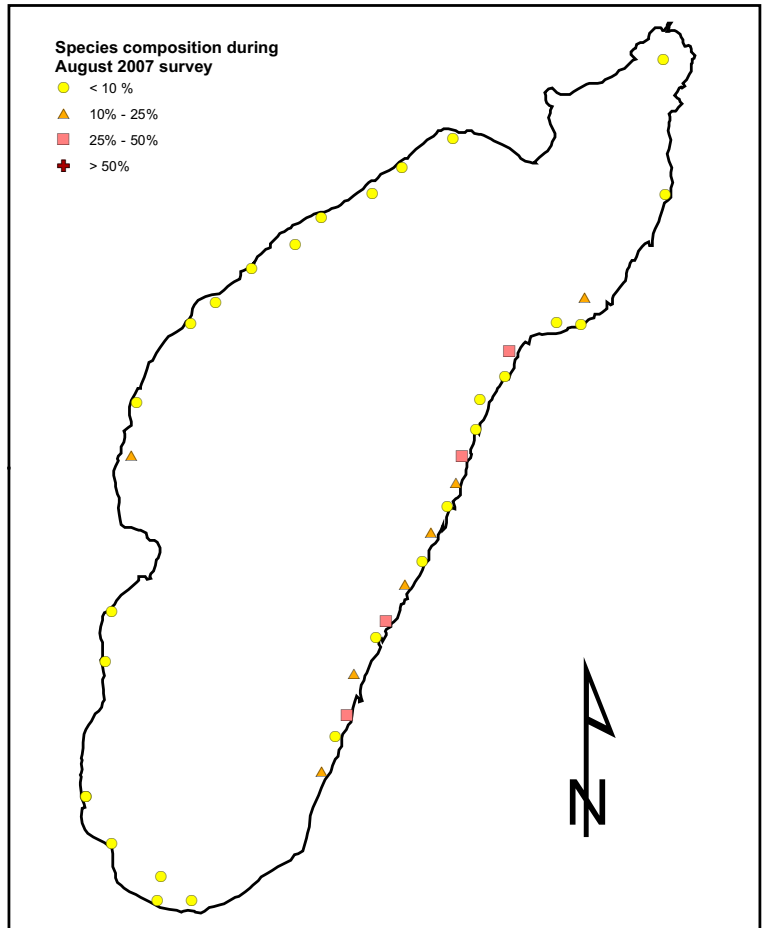 Species composition during
August 2007 survey
< 10 %
10% - 25%
25% - 50%
> 50%
N